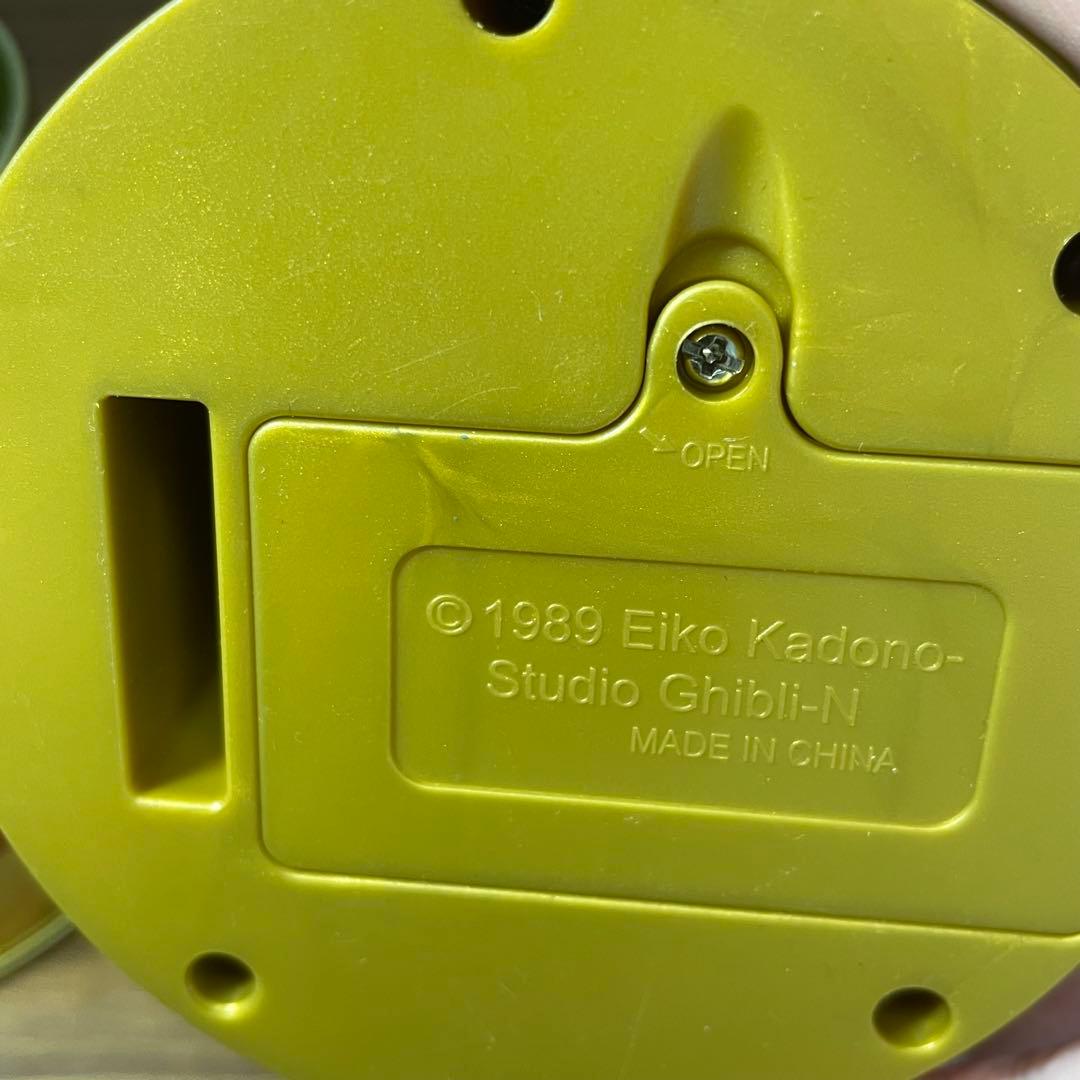 OPEN
© 1989 Eiko Kadono-
Studio Ghibli-N
MADE IN CHINA